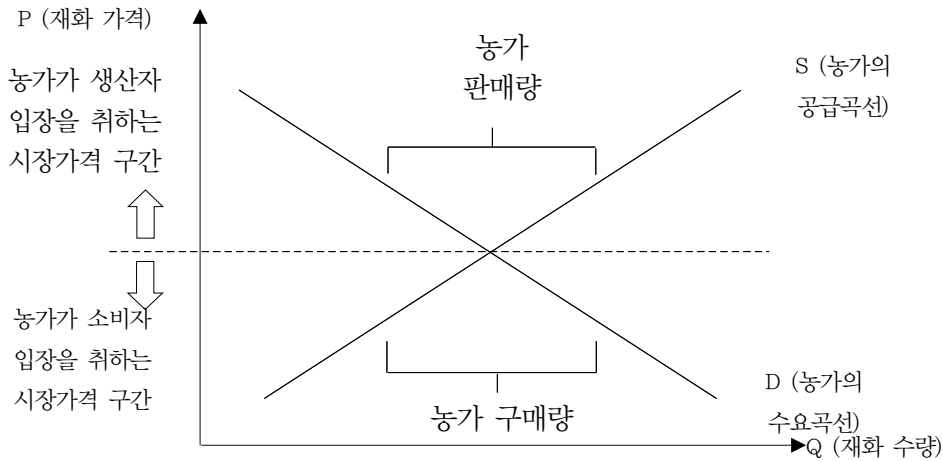 P (재화 가격)
농가가 생산자
입장을 취하는
시장가격 구간
농가
판매량
S (농가의
공급곡선)
농가가 소비자
입장을 취하는
시장가격 구간
농가 구매량
D (농가의
수요곡선)
Q (재화 수량)